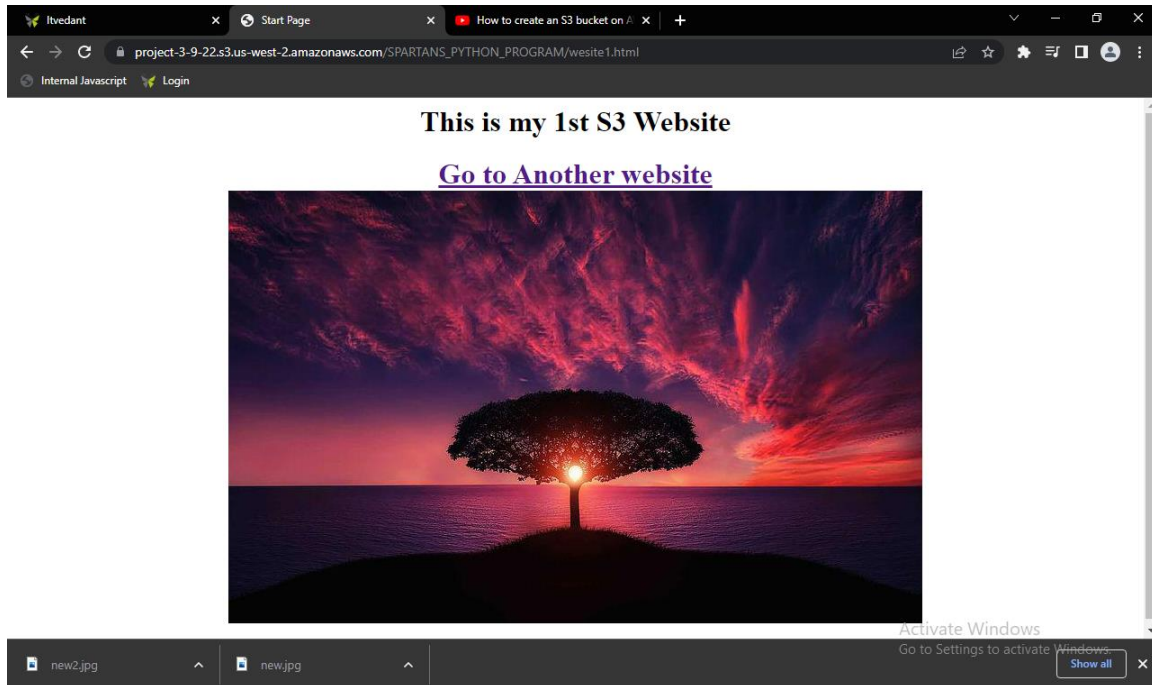 Itvedant
Start Page
How to create an S3 bucket on A
project-3-9-22.s3.us-west-2.amazonaws.com/SPARTANS_PYTHON_PROGRAM/wesite1.html
Internal Javascript
Login
This is my 1st S3 Website
Go to Another website
Activate Windows
Go to Settings to activate Windows.
new2.jpg
new.jpg
Show all